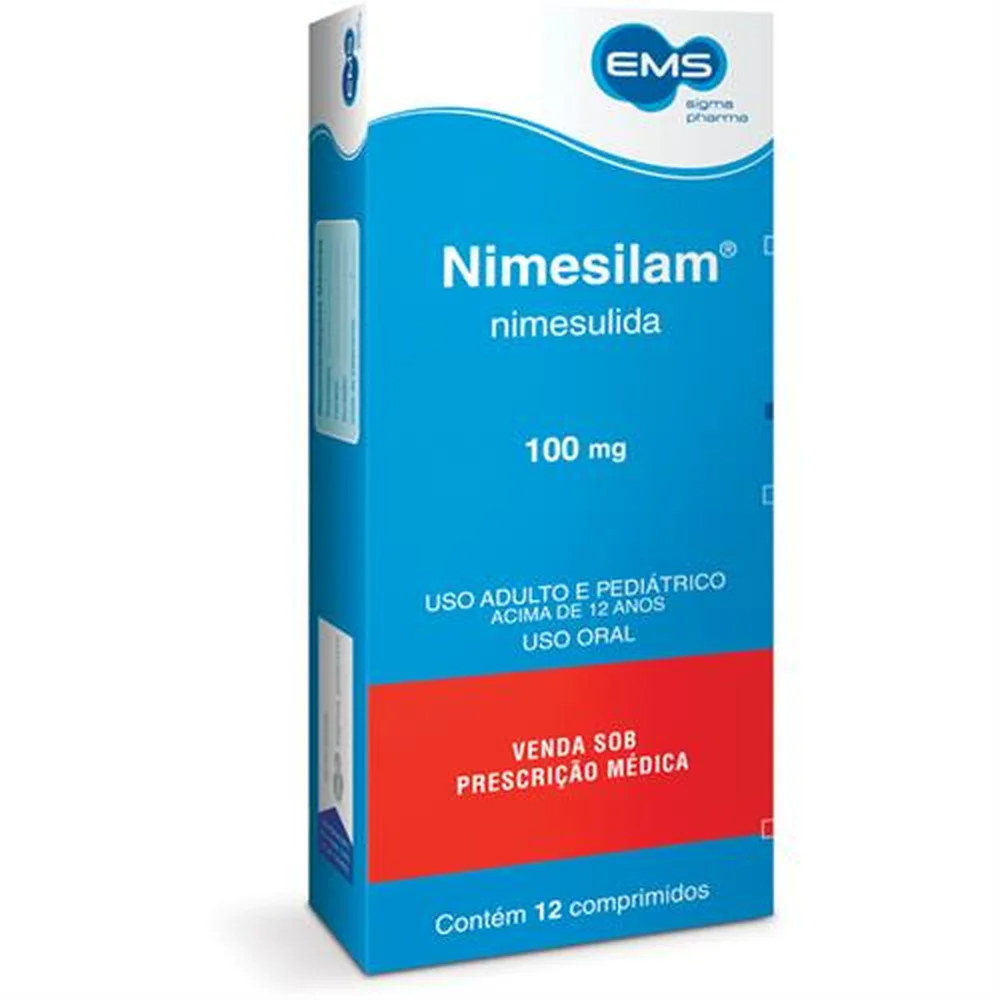 EMS
EMS
sigma
pharma
Nimesilam®
nimesulida
100 mg
USO ADULTO E PEDIÁTRICO
ACIMA DE 12 ANOS
USO ORAL
VENDA SOB
PRESCRIÇÃO MÉDICA
Contém 12 comprimidos